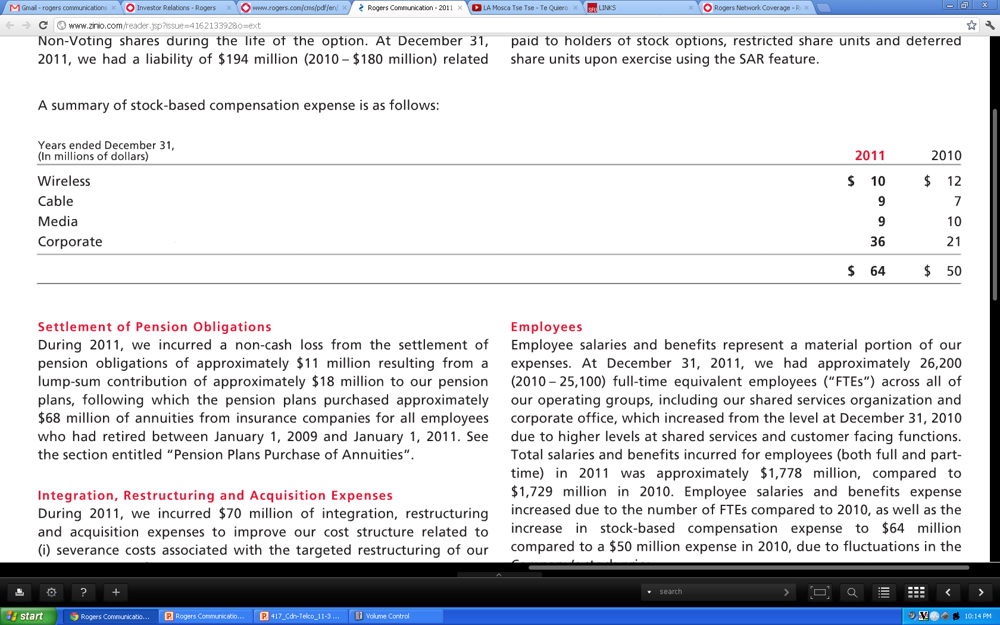 Gmail - rogers communications
Investor Relations - Rogers
www.rogers.com/cms/pdf/en/
Rogers Communication - 2011
LA Mosca Tse Tse - Te Quiero
SFU LINKS
Rogers Network Coverage - R
www.zinio.com/reader.jsp?issue=416213392&o=ext
Non-Voting shares during the life of the option. At December 31,
2011, we had a liability of $194 million (2010 – $180 million) related
paid to holders of stock options, restricted share units and deferred
share units upon exercise using the SAR feature.
A summary of stock-based compensation expense is as follows:
Years ended December 31,
(In millions of dollars) 2011 2010
Wireless $ 10 $ 12
Cable 9 7
Media 9 10
Corporate 36 21
$ 64 $ 50
Settlement of Pension Obligations
During 2011, we incurred a non-cash loss from the settlement of
pension obligations of approximately $11 million resulting from a
lump-sum contribution of approximately $18 million to our pension
plans, following which the pension plans purchased approximately
$68 million of annuities from insurance companies for all employees
who had retired between January 1, 2009 and January 1, 2011. See
the section entitled “Pension Plans Purchase of Annuities”.
Integration, Restructuring and Acquisition Expenses
During 2011, we incurred $70 million of integration, restructuring
and acquisition expenses to improve our cost structure related to
(i) severance costs associated with the targeted restructuring of our
Employees
Employee salaries and benefits represent a material portion of our
expenses. At December 31, 2011, we had approximately 26,200
(2010 – 25,100) full-time equivalent employees (“FTEs”) across all of
our operating groups, including our shared services organization and
corporate office, which increased from the level at December 31, 2010
due to higher levels at shared services and customer facing functions.
Total salaries and benefits incurred for employees (both full and part-
time) in 2011 was approximately $1,778 million, compared to
$1,729 million in 2010. Employee salaries and benefits expense
increased due to the number of FTEs compared to 2010, as well as the
increase in stock-based compensation expense to $64 million
compared to a $50 million expense in 2010, due to fluctuations in the
search
start
Rogers Communicatio...
Rogers Communicatio...
417_Cdn-Telco_11-3 ...
Volume Control
10:14 PM